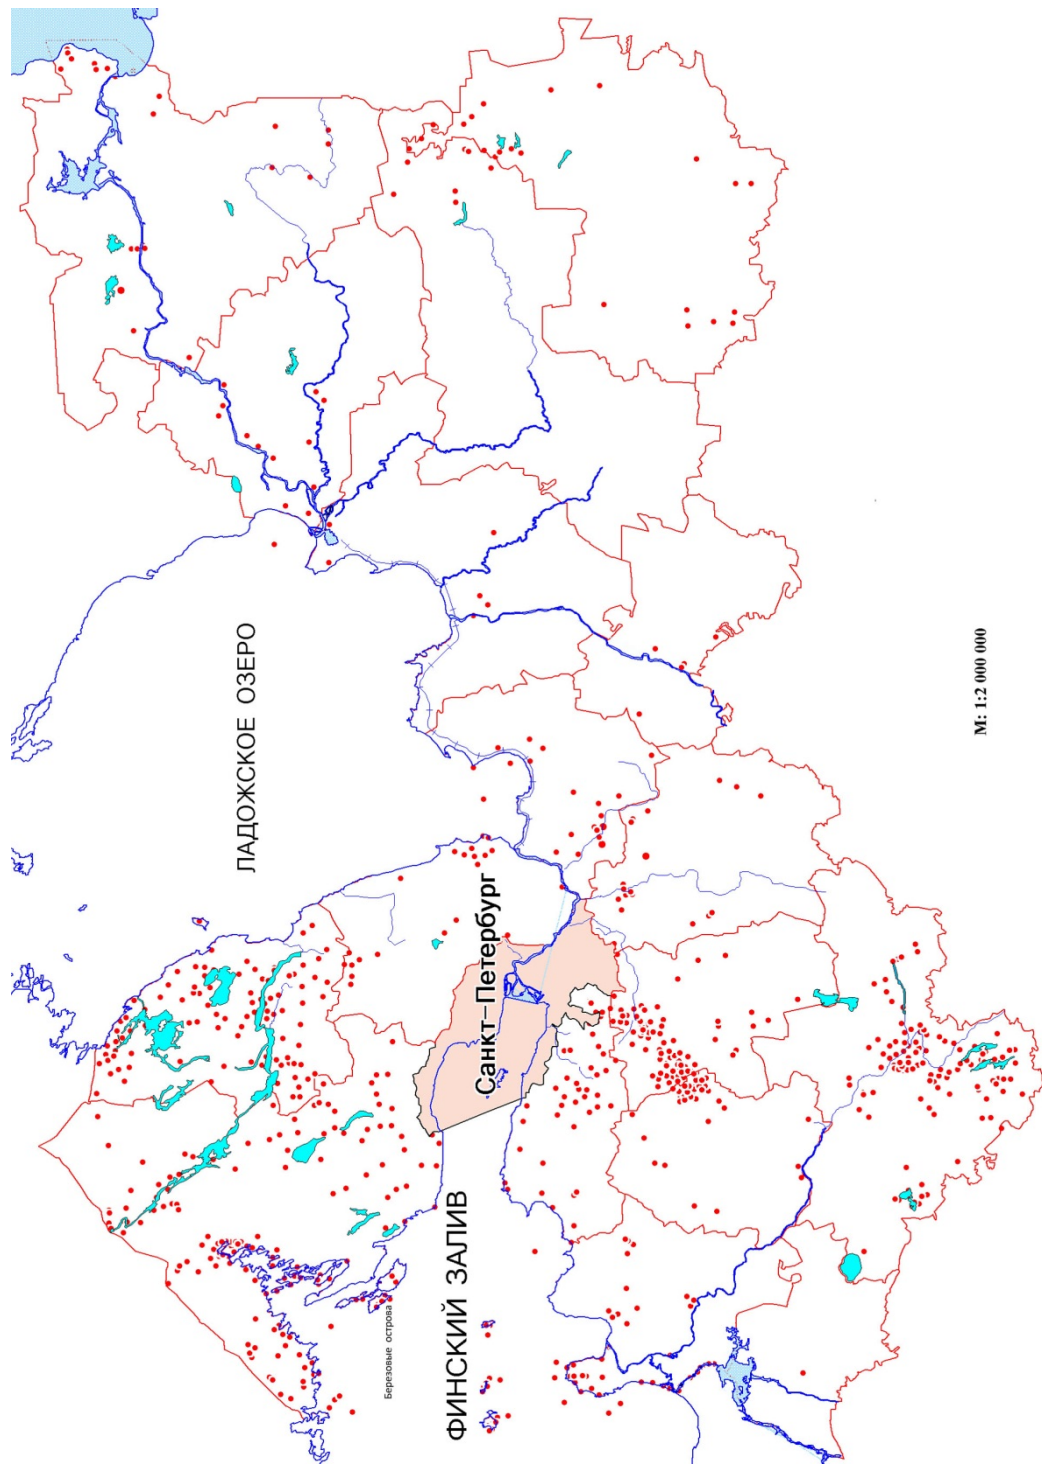 ЛАДОЖСКОЕ ОЗЕРО
Санкт-Петербург
ФИНСКИЙ ЗАЛИВ
Березовые острова
М: 1:2 000 000